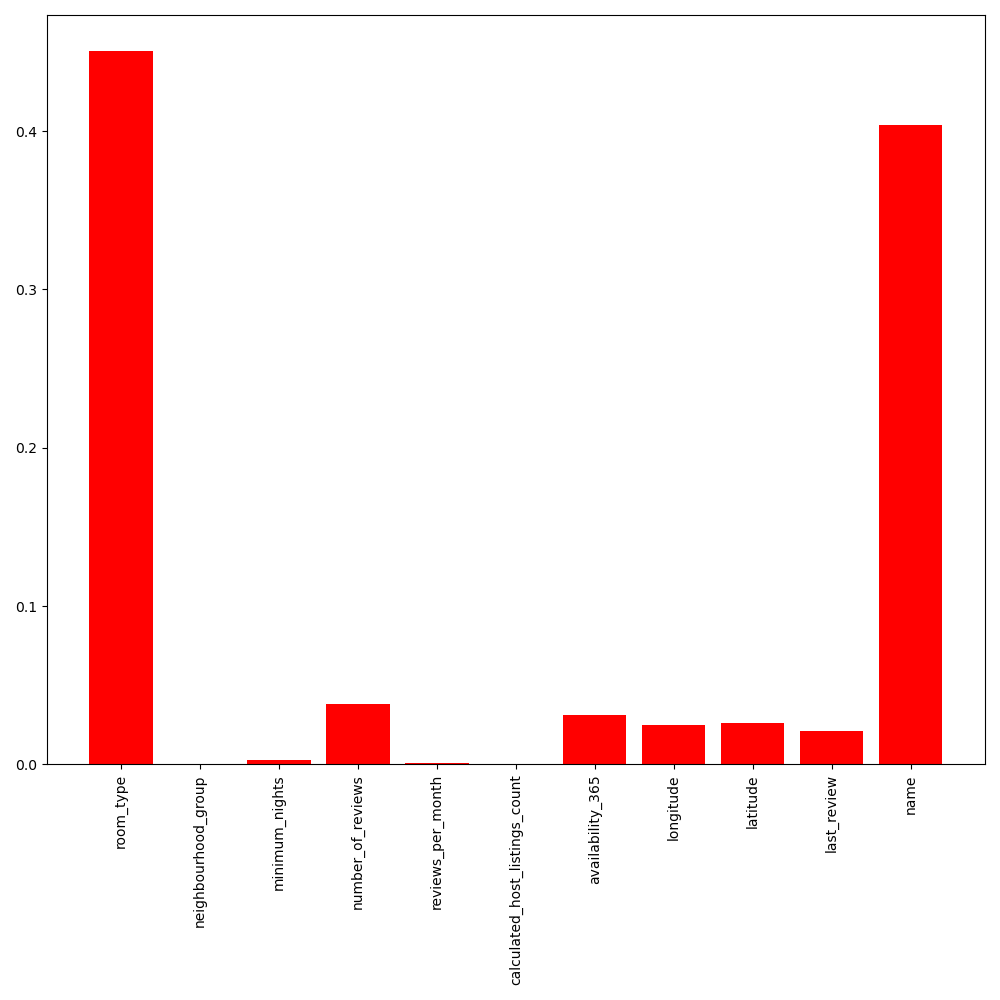 0.4
0.3
0.2
0.1
0.0
room_type
neighbourhood_group
minimum_nights
number_of_reviews
reviews_per_month
calculated_host_listings_count
availability_365
longitude
latitude
last_review
name